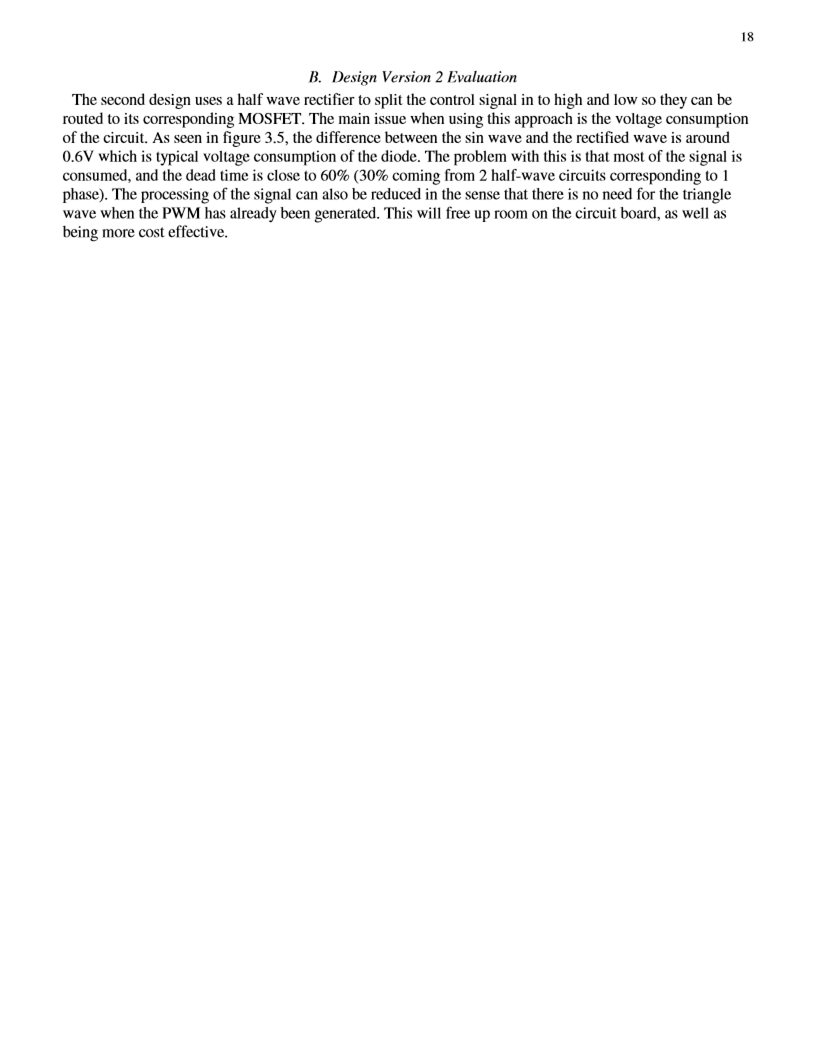 18
B. Design Version 2 Evaluation
The second design uses a half wave rectifier to split the control signal in to high and low so they can be
routed to its corresponding MOSFET. The main issue when using this approach is the voltage consumption
of the circuit. As seen in figure 3.5, the difference between the sin wave and the rectified wave is around
0.6V which is typical voltage consumption of the diode. The problem with this is that most of the signal is
consumed, and the dead time is close to 60% (30% coming from 2 half-wave circuits corresponding to 1
phase). The processing of the signal can also be reduced in the sense that there is no need for the triangle
wave when the PWM has already been generated. This will free up room on the circuit board, as well as
being more cost effective.